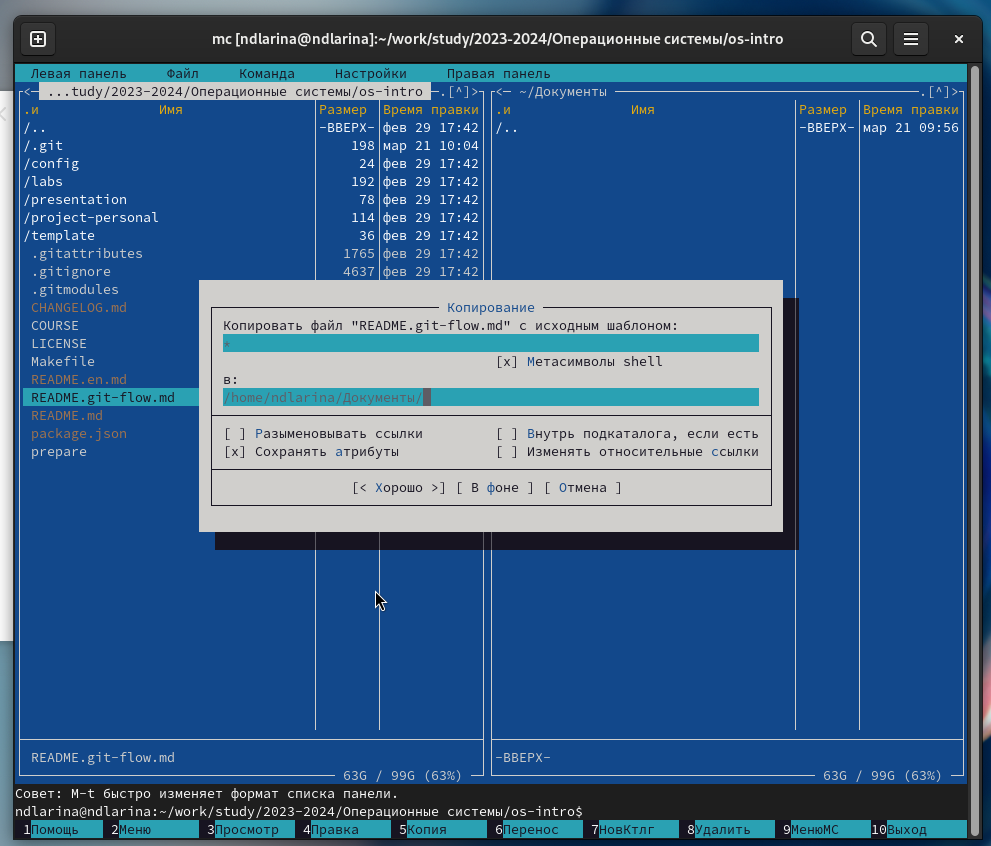 mc [ndlarina@ndlarina]:~/work/study/2023-2024/Операционные системы/os-intro
Левая панель Файл Команда Настройки Правая панель
<─ ...tudy/2023-2024/Операционные системы/os-intro ─.[^]> <─ ~/Документы ─.[^]>
.и Имя Размер Время правки .и Имя Размер Время правки
/.. -ВВЕРХ- фев 29 17:42 /.. -ВВЕРХ- мар 21 09:56
/.git 198 мар 21 10:04
/config 24 фев 29 17:42
/labs 192 фев 29 17:42
/presentation 78 фев 29 17:42
/project-personal 114 фев 29 17:42
/template 36 фев 29 17:42
.gitattributes 1765 фев 29 17:42
.gitignore 4637 фев 29 17:42
.gitmodules
CHANGELOG.md
COURSE
LICENSE
Makefile
README.en.md
README.git-flow.md
README.md
package.json
prepare
Копирование
Копировать файл "README.git-flow.md" с исходным шаблоном:
*
[x] Метасимволы shell
в:
/home/ndlarina/Документы/
[ ] Разыменовывать ссылки [ ] Внутрь подкаталога, если есть
[x] Сохранять атрибуты [ ] Изменять относительные ссылки
[< Хорошо >] [ В фоне ] [ Отмена ]
README.git-flow.md -ВВЕРХ-
63G / 99G (63%) 63G / 99G (63%)
Совет: M-t быстро изменяет формат списка панели.
ndlarina@ndlarina:~/work/study/2023-2024/Операционные системы/os-intro$
1Помощь 2Меню 3Просмотр 4Правка 5Копия 6Перенос 7НовКтлг 8Удалить 9МенюMC 10Выход